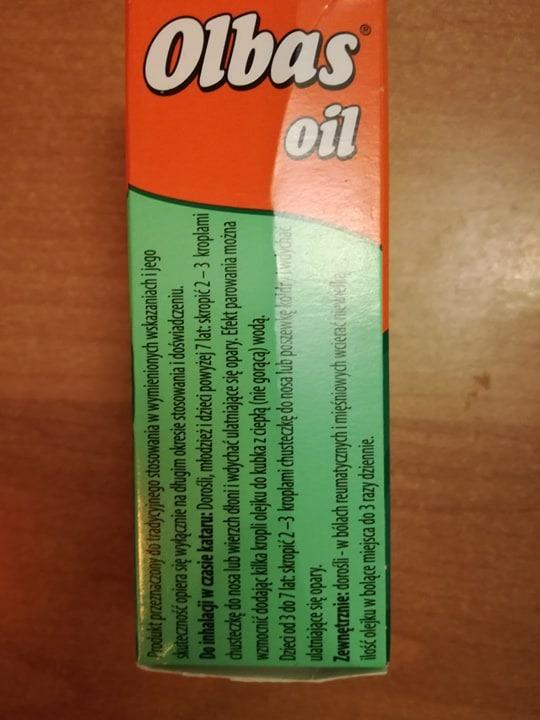 Olbas®
oil
Produkt przeznaczony do tradycyjnego stosowania w wymienionych wskazaniach i jego
skuteczność opiera się wyłącznie na długim okresie stosowania i doświadczeniu.
Do inhalacji w czasie kataru: Dorośli, młodzież i dzieci powyżej 7 lat: skropić 2 – 3 kroplami
chusteczkę do nosa lub wierzch dłoni i wdychać ulatniające się opary. Efekt parowania można
wzmocnić dodając kilka kropli olejku do kubka z ciepłą (nie gorącą) wodą.
Dzieci od 3 do 7 lat: skropić 2 –3 kroplami chusteczkę do nosa lub poszewkę kołdry i wdychać
ulatniające się opary.
Zewnętrznie: dorośli - w bólach reumatycznych i mięśniowych wcierać niewielką
ilość olejku w bolące miejsca do 3 razy dziennie.